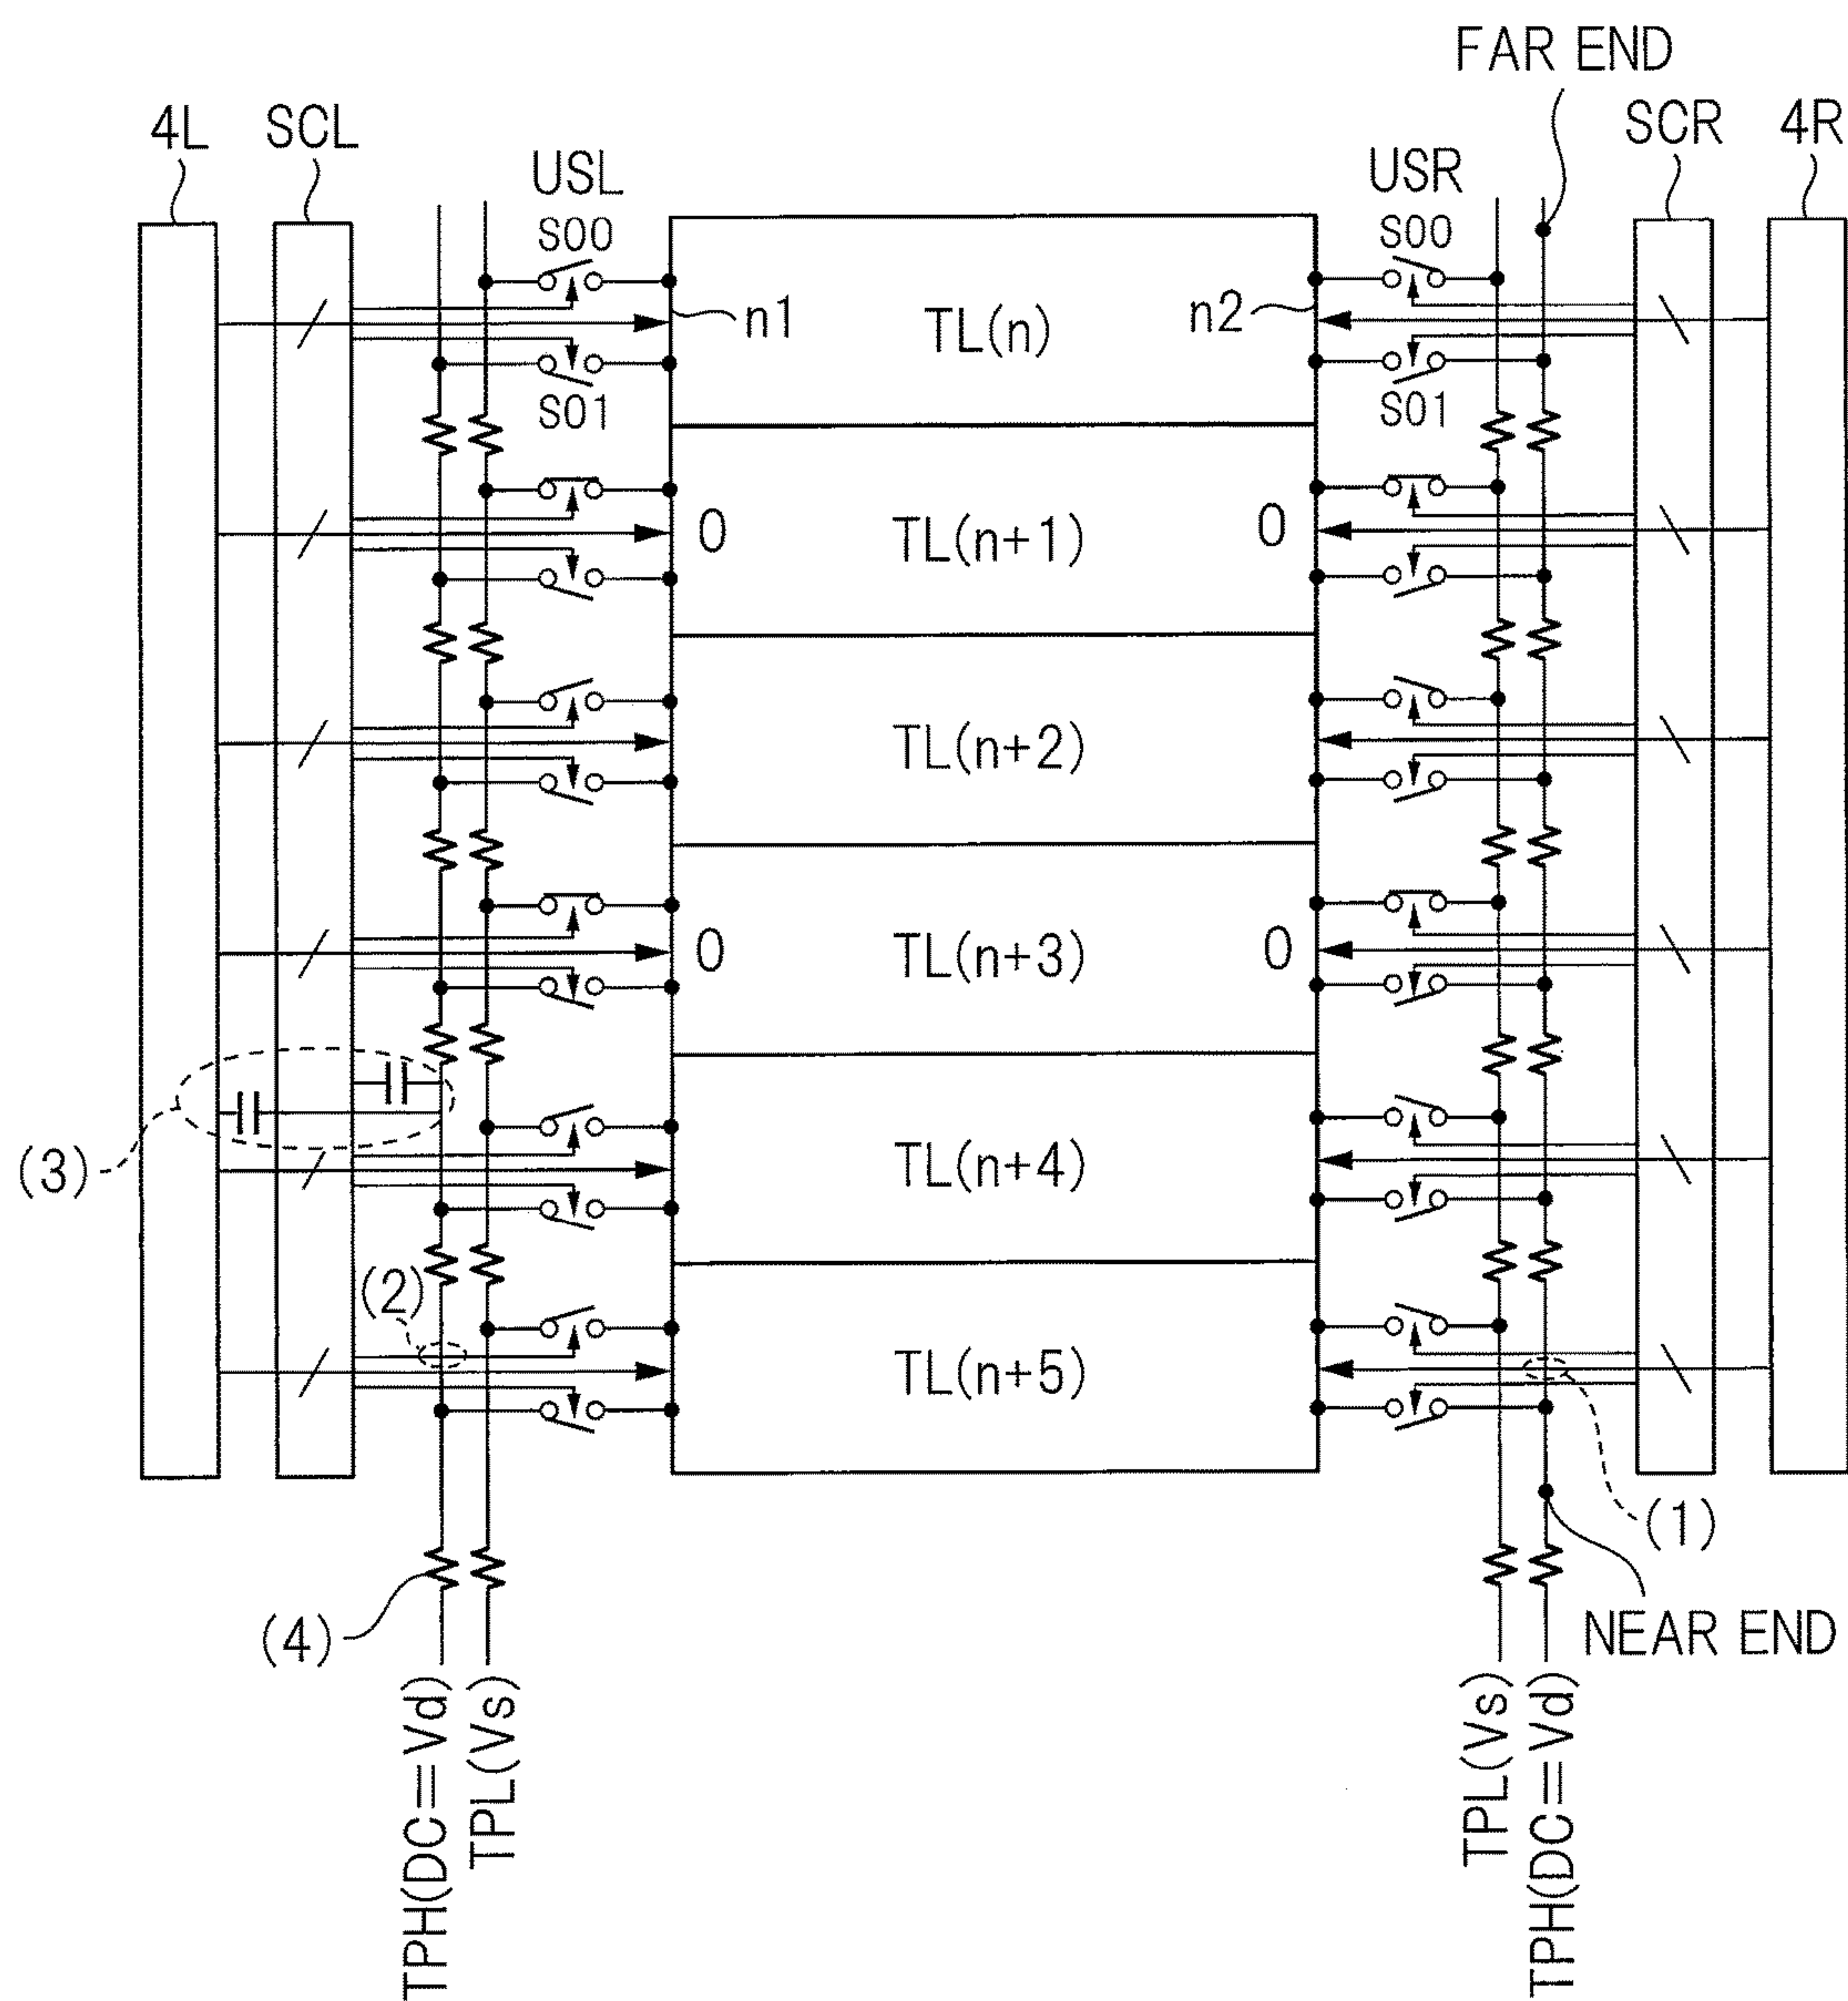 FAR END
4L SCL USL USR SCR 4R
S00 S00
n1 TL(n) n2
S01 S01
0 TL(n+1) 0
TL(n+2)
0 TL(n+3) 0
(3) TL(n+4)
(2)
TL(n+5)
(1)
(4) NEAR END
TPH(DC=Vd)
TPL(Vs)
TPL(Vs)
TPH(DC=Vd)